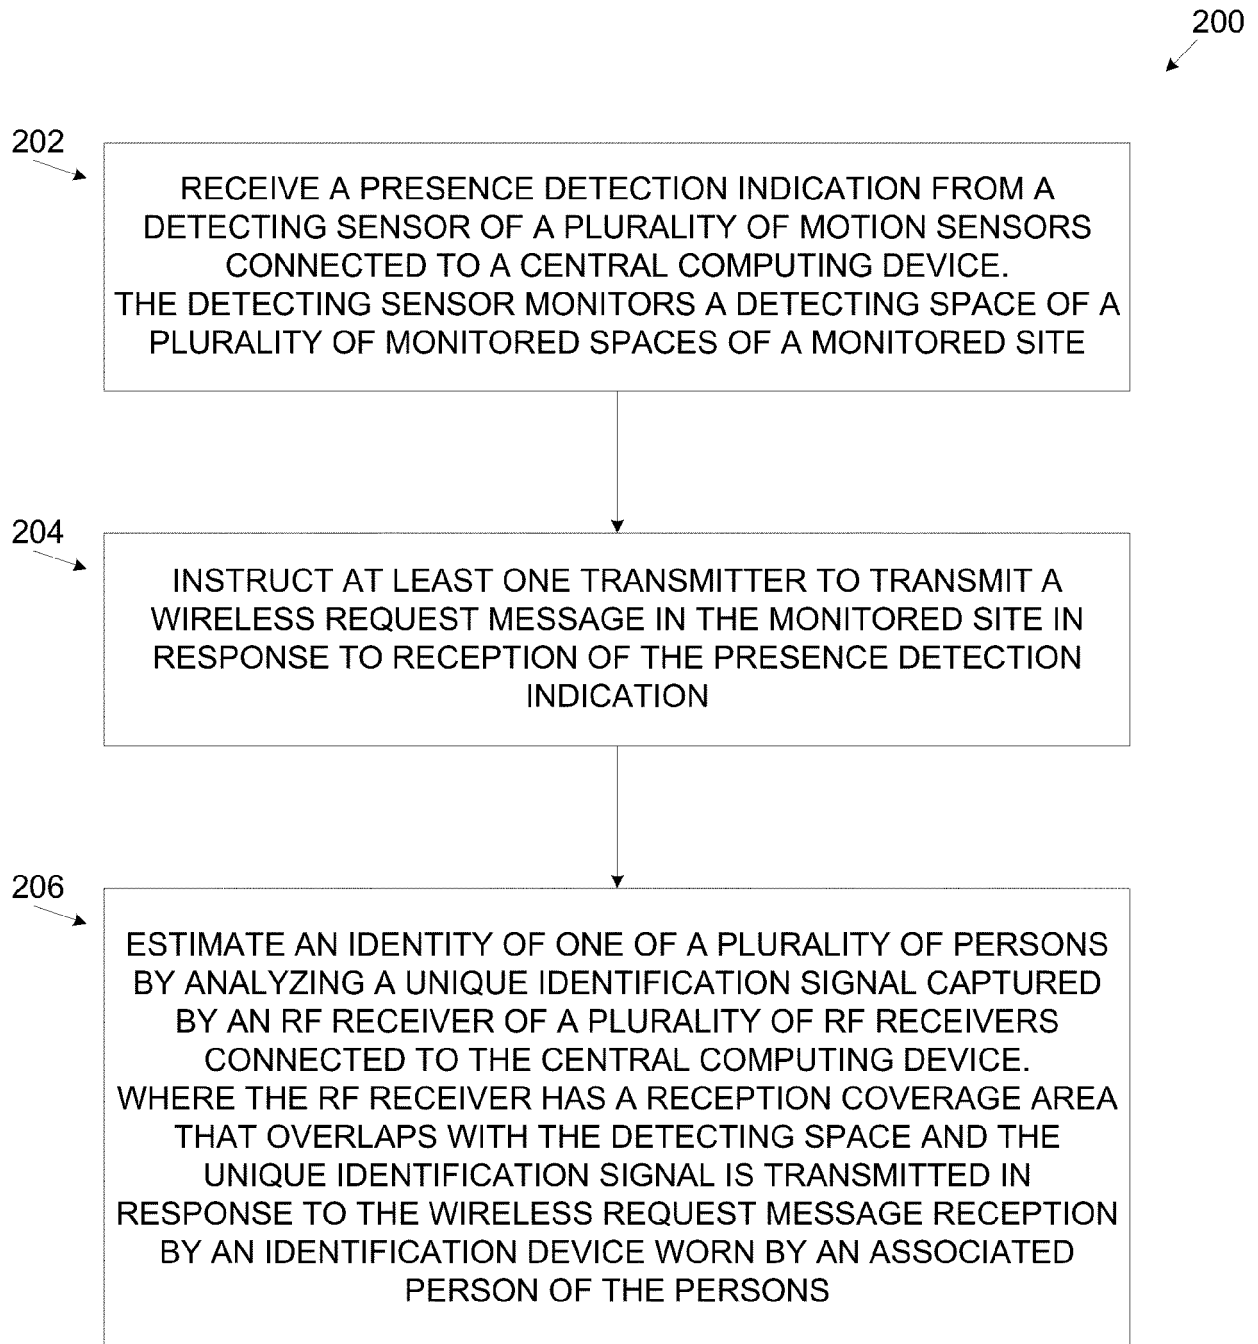 200
202
RECEIVE A PRESENCE DETECTION INDICATION FROM A
DETECTING SENSOR OF A PLURALITY OF MOTION SENSORS
CONNECTED TO A CENTRAL COMPUTING DEVICE.
THE DETECTING SENSOR MONITORS A DETECTING SPACE OF A
PLURALITY OF MONITORED SPACES OF A MONITORED SITE
204
INSTRUCT AT LEAST ONE TRANSMITTER TO TRANSMIT A
WIRELESS REQUEST MESSAGE IN THE MONITORED SITE IN
RESPONSE TO RECEPTION OF THE PRESENCE DETECTION
INDICATION
206
ESTIMATE AN IDENTITY OF ONE OF A PLURALITY OF PERSONS
BY ANALYZING A UNIQUE IDENTIFICATION SIGNAL CAPTURED
BY AN RF RECEIVER OF A PLURALITY OF RF RECEIVERS
CONNECTED TO THE CENTRAL COMPUTING DEVICE.
WHERE THE RF RECEIVER HAS A RECEPTION COVERAGE AREA
THAT OVERLAPS WITH THE DETECTING SPACE AND THE
UNIQUE IDENTIFICATION SIGNAL IS TRANSMITTED IN
RESPONSE TO THE WIRELESS REQUEST MESSAGE RECEPTION
BY AN IDENTIFICATION DEVICE WORN BY AN ASSOCIATED
PERSON OF THE PERSONS